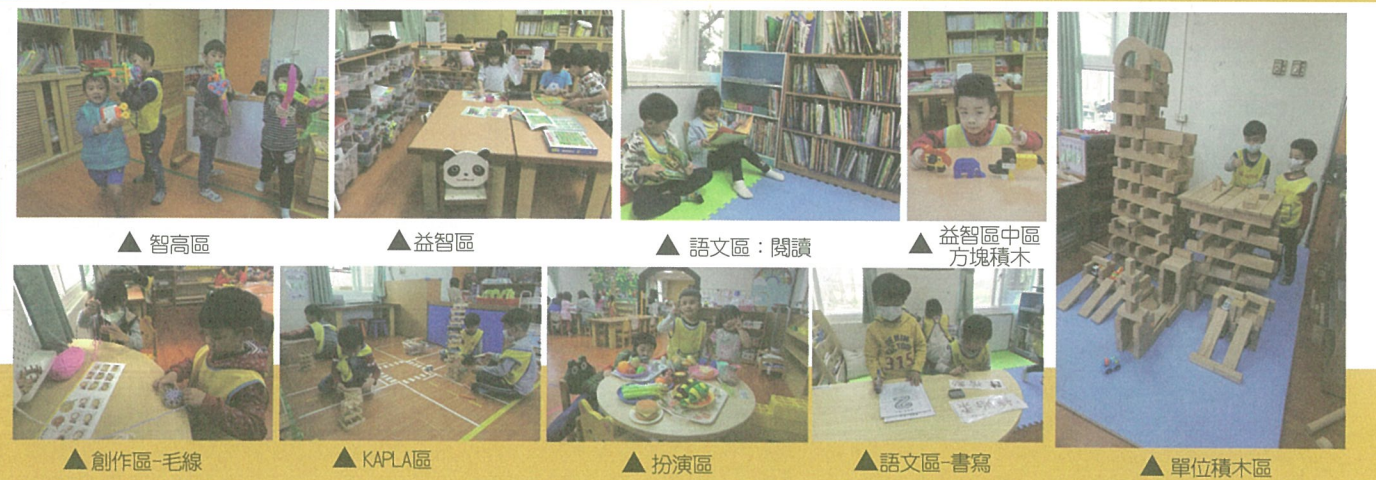 ▲ 智高區
▲ 益智區
▲ 語文區：閱讀
▲ 益智區中區
方塊積木
▲ 創作區-毛線
▲ KAPLA區
▲ 扮演區
▲ 語文區-書寫
▲ 單位積木區
315
2